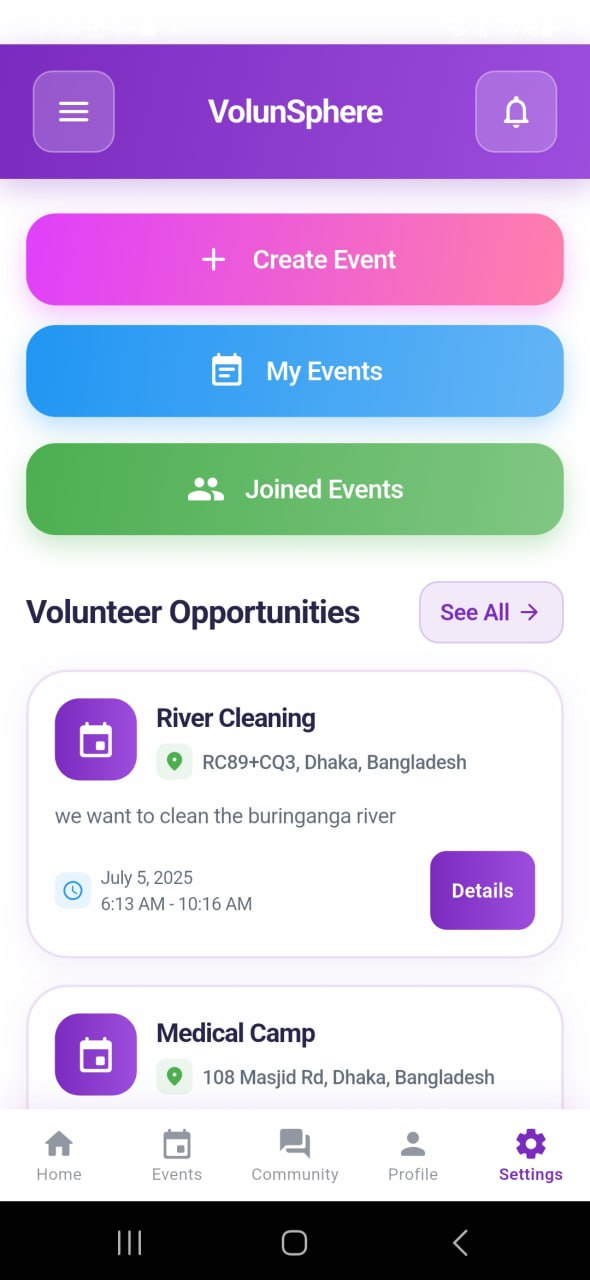 VolunSphere
Create Event
My Events
Joined Events
Volunteer Opportunities
See All
River Cleaning
RC89+CQ3, Dhaka, Bangladesh
we want to clean the buringanga river
July 5, 2025
6:13 AM - 10:16 AM
Details
Medical Camp
108 Masjid Rd, Dhaka, Bangladesh
Home Events Community Profile Settings